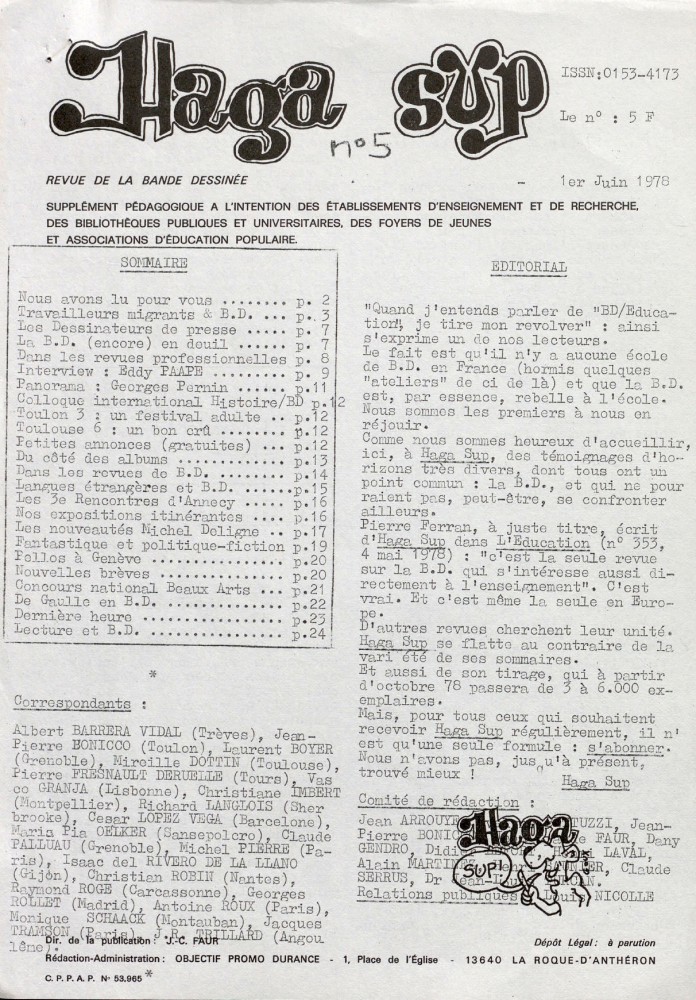 Haga sup
n°5
ISSN:0153-4173
Le n° : 5 F
REVUE DE LA BANDE DESSINÉE
- 1er Juin 1978
SUPPLÉMENT PÉDAGOGIQUE A L'INTENTION DES ÉTABLISSEMENTS D'ENSEIGNEMENT ET DE RECHERCHE,
DES BIBLIOTHÈQUES PUBLIQUES ET UNIVERSITAIRES, DES FOYERS DE JEUNES
ET ASSOCIATIONS D'ÉDUCATION POPULAIRE.
SOMMAIRE
Nous avons lu pour vous ........ p. 2
Travailleurs migrants & B.D. ... p. 3
Les Dessinateurs de presse ..... p. 7
La B.D. (encore) en deuil ...... p. 7
Dans les revues professionnelles p. 8
Interview : Eddy PAAPE ......... p. 9
Panorama : Georges Pernin ...... p.11
Colloque international Histoire/BD p.12
Toulon 3 : un festival adulte .. p.12
Toulouse 6 : un bon crû ........ p.12
Petites annonces (gratuites) ... p.12
Du côté des albums ............. p.13
Dans les revues de B.D. ........ p.14
Langues étrangères et B.D. ......p.15
Les 3e Rencontres d'Annecy ..... p.16
Nos expositions itinérantes .... p.16
Les nouveautés Michel Deligne .. p.17
Fantastique et politique-fiction p.19
Pellos à Genève ................ p.20
Nouvelles brèves ............... p.20
Concours national Beaux Arts ... p.21
De Gaulle en B.D. .............. p.22
Dernière heure ................. p.23
Lecture et B.D. ................ p.24
*
Correspondants :
Albert BARRERA VIDAL (Trèves), Jean-
Pierre BONICCO (Toulon), Laurent BOYER
(Grenoble), Mireille DOTTIN (Toulouse),
Pierre FRESNAULT DERUELLE (Tours), Vas
co GRANJA (Lisbonne), Christiane IMBERT
(Montpellier), Richard LANGLOIS (Sher
brooke), Cesar LOPEZ VEGA (Barcelone),
Maria Pia OELKER (Sansepolcro), Claude
PALLUAU (Grenoble), Michel PIERRE (Pa-
ris), Isaac del RIVERO DE LA LLANO
(Gijón), Christian ROBIN (Nantes),
Raymond ROGE (Carcassonne), Georges
ROLLET (Madrid), Antoine ROUX (Paris),
Monique SCHAACK (Montauban), Jacques
TRAMSON (Paris), J.R. TRILLARD (Angou
lême).
EDITORIAL
"Quand j'entends parler de "BD/Educa-
tion", je tire mon revolver" : ainsi
s'exprime un de nos lecteurs.
Le fait est qu'il n'y a aucune école
de B.D. en France (hormis quelques
"ateliers" de ci de là) et que la B.D.
est, par essence, rebelle à l'école.
Nous sommes les premiers à nous en
réjouir.
Comme nous sommes heureux d'accueillir,
ici, à Haga Sup, des témoignages d'ho-
rizons très divers, dont tous ont un
point commun : la B.D., et qui ne pour
raient pas, peut-être, se confronter
ailleurs.
Pierre Ferran, à juste titre, écrit
d'Haga Sup dans L'Education (n° 353,
4 mai 1978) : "c'est la seule revue
sur la B.D. qui s'intéresse aussi di-
rectement à l'enseignement". C'est
vrai. Et c'est même la seule en Euro-
pe.
D'autres revues cherchent leur unité.
Haga Sup se flatte au contraire de la
vari été de ses sommaires.
Et aussi de son tirage, qui à partir
d'octobre 78 passera de 3 à 6.000 ex-
emplaires.
Mais, pour tous ceux qui souhaitent
recevoir Haga Sup régulièrement, il n'
est qu'une seule formule : s'abonner.
Nous n'avons pas, jusqu'à présent,
trouvé mieux !
Haga Sup
Comité de rédaction :
Jean ARROUYE TUZZI, Jean-
Pierre BONIC FAUR, Dany
GENDRO, Didi LAVAL,
Alain Claude
SERRUS, Dr
Relations publiques Louis NICOLLE
Haga
SUP!
Dir. de la publication : J.-C. FAUR
Dépôt Légal : à parution
Rédaction-Administration : OBJECTIF PROMO DURANCE - 1, Place de l'Église - 13640 LA ROQUE-D'ANTHÉRON
C. P. P. A. P. N° 53.965 *